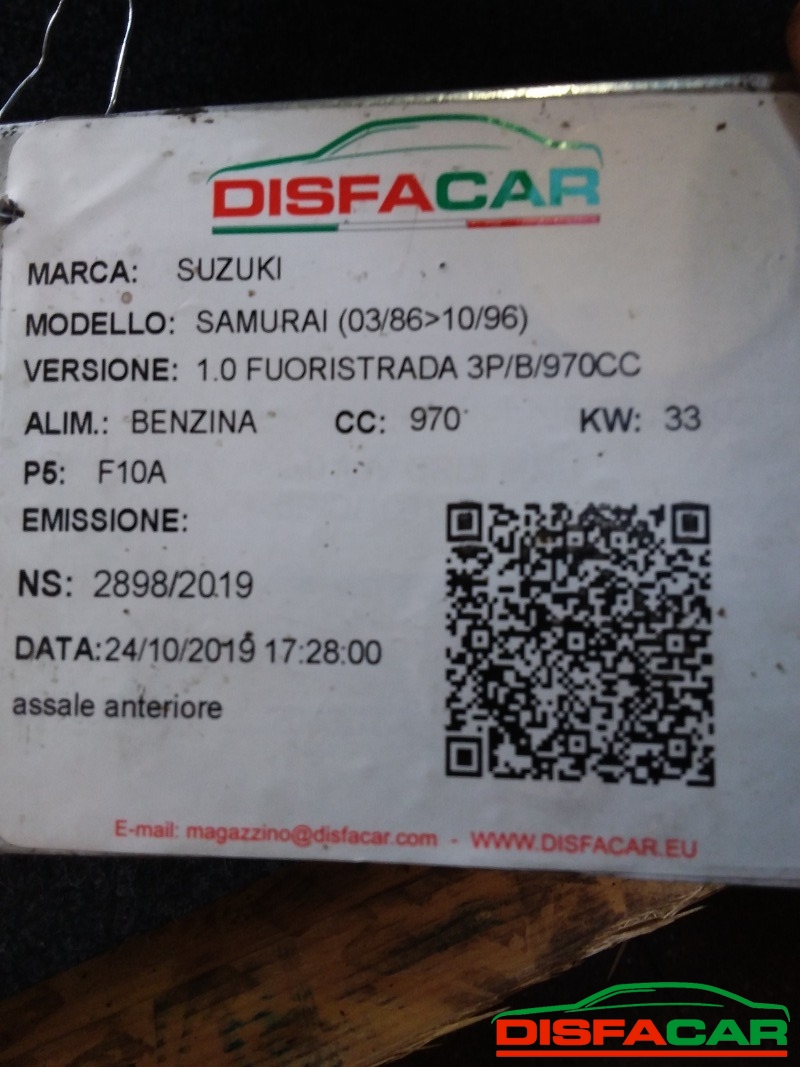 DISFACAR
MARCA: SUZUKI
MODELLO: SAMURAI (03/86>10/96)
VERSIONE: 1.0 FUORISTRADA 3P/B/970CC
ALIM.: BENZINA CC: 970 KW: 33
P5: F10A
EMISSIONE:
NS: 2898/2019
DATA:24/10/2019 17:28:00
assale anteriore
E-mail: magazzino@disfacar.com - WWW.DISFACAR.EU
DISFACAR